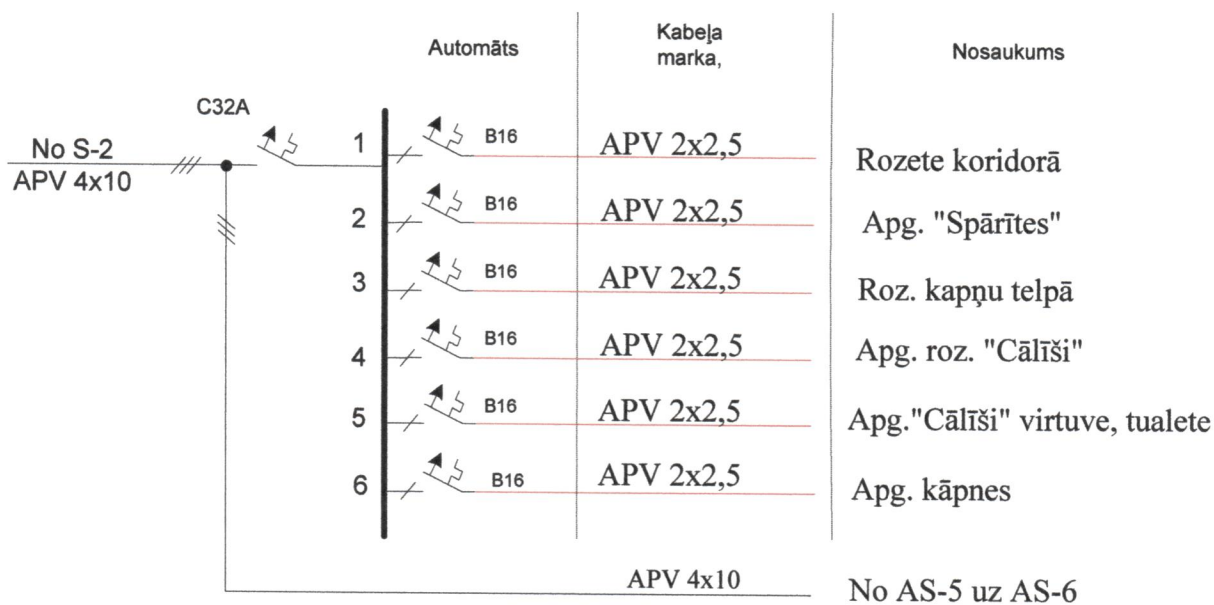 Automāts
Kabeļa
marka,
Nosaukums
C32A
No S-2
APV 4x10
1 B16 APV 2x2,5 Rozete koridorā
2 B16 APV 2x2,5 Apg. "Spārītes"
3 B16 APV 2x2,5 Roz. kapņu telpā
4 B16 APV 2x2,5 Apg. roz. "Cālīši"
5 B16 APV 2x2,5 Apg."Cālīši" virtuve, tualete
6 B16 APV 2x2,5 Apg. kāpnes
APV 4x10 No AS-5 uz AS-6